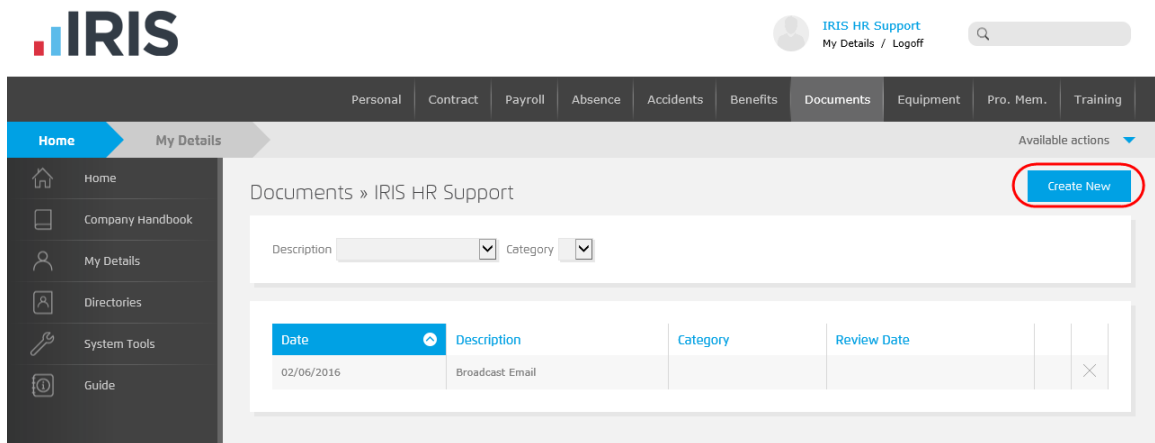 IRIS
IRIS HR Support
My Details / Logoff
Personal Contract Payroll Absence Accidents Benefits Documents Equipment Pro. Mem. Training
Home My Details Available actions
Home
Company Handbook
My Details
Directories
System Tools
Guide
Documents » IRIS HR Support
Create New
Description Category
Date Description Category Review Date
02/06/2016 Broadcast Email